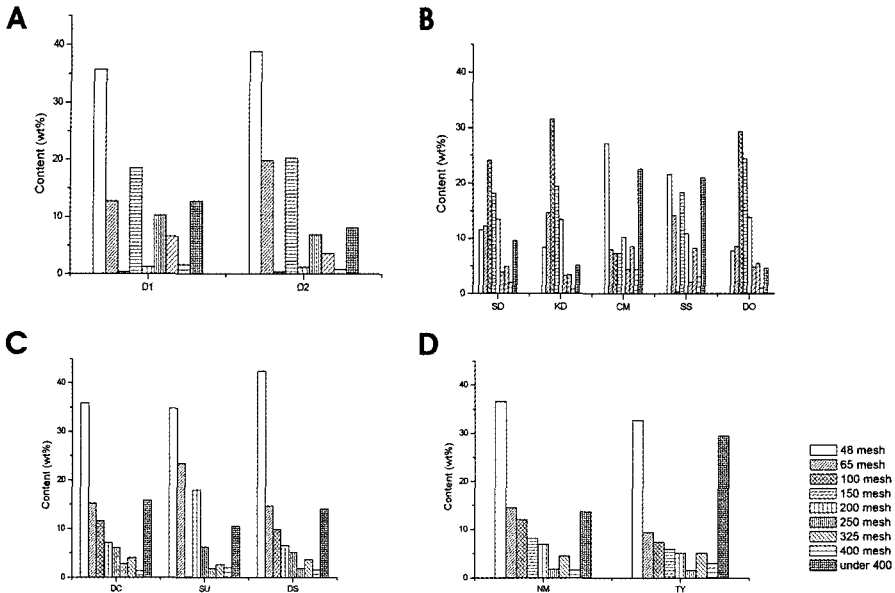 A
Content (wt%)
40
30
20
10
0
D1
D2
B
Content (wt%)
40
30
20
10
0
SD
KD
CM
SS
DO
C
Content (wt%)
40
30
20
10
0
DC
SU
DS
D
Content (wt%)
40
30
20
10
0
NM
TY
48 mesh
65 mesh
100 mesh
150 mesh
200 mesh
250 mesh
325 mesh
400 mesh
under 400